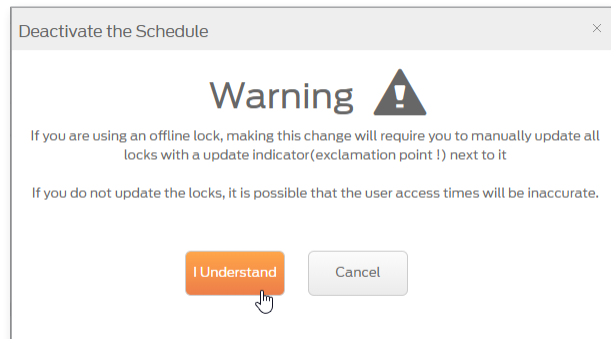 Deactivate the Schedule
Warning
If you are using an offline lock, making this change will require you to manually update all
locks with a update indicator(exclamation point !) next to it
If you do not update the locks, it is possible that the user access times will be inaccurate.
I Understand
Cancel